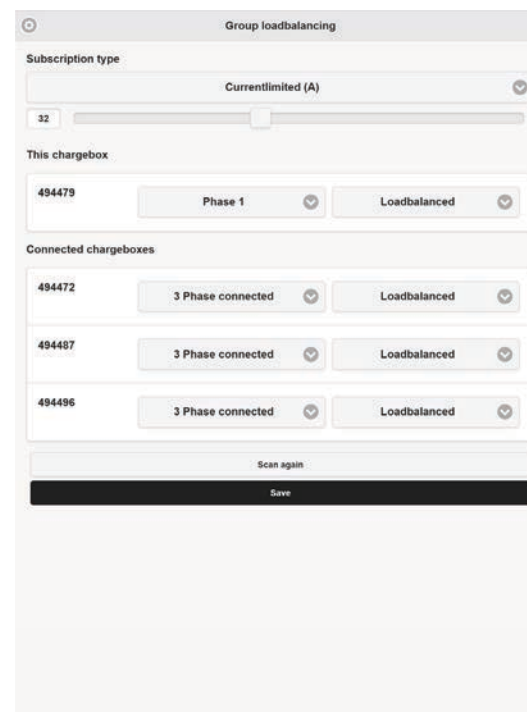 Group loadbalancing
Subscription type
Currentlimited (A)
32
This chargebox
494479 Phase 1 Loadbalanced
Connected chargeboxes
494472 3 Phase connected Loadbalanced
494487 3 Phase connected Loadbalanced
494496 3 Phase connected Loadbalanced
Scan again
Save